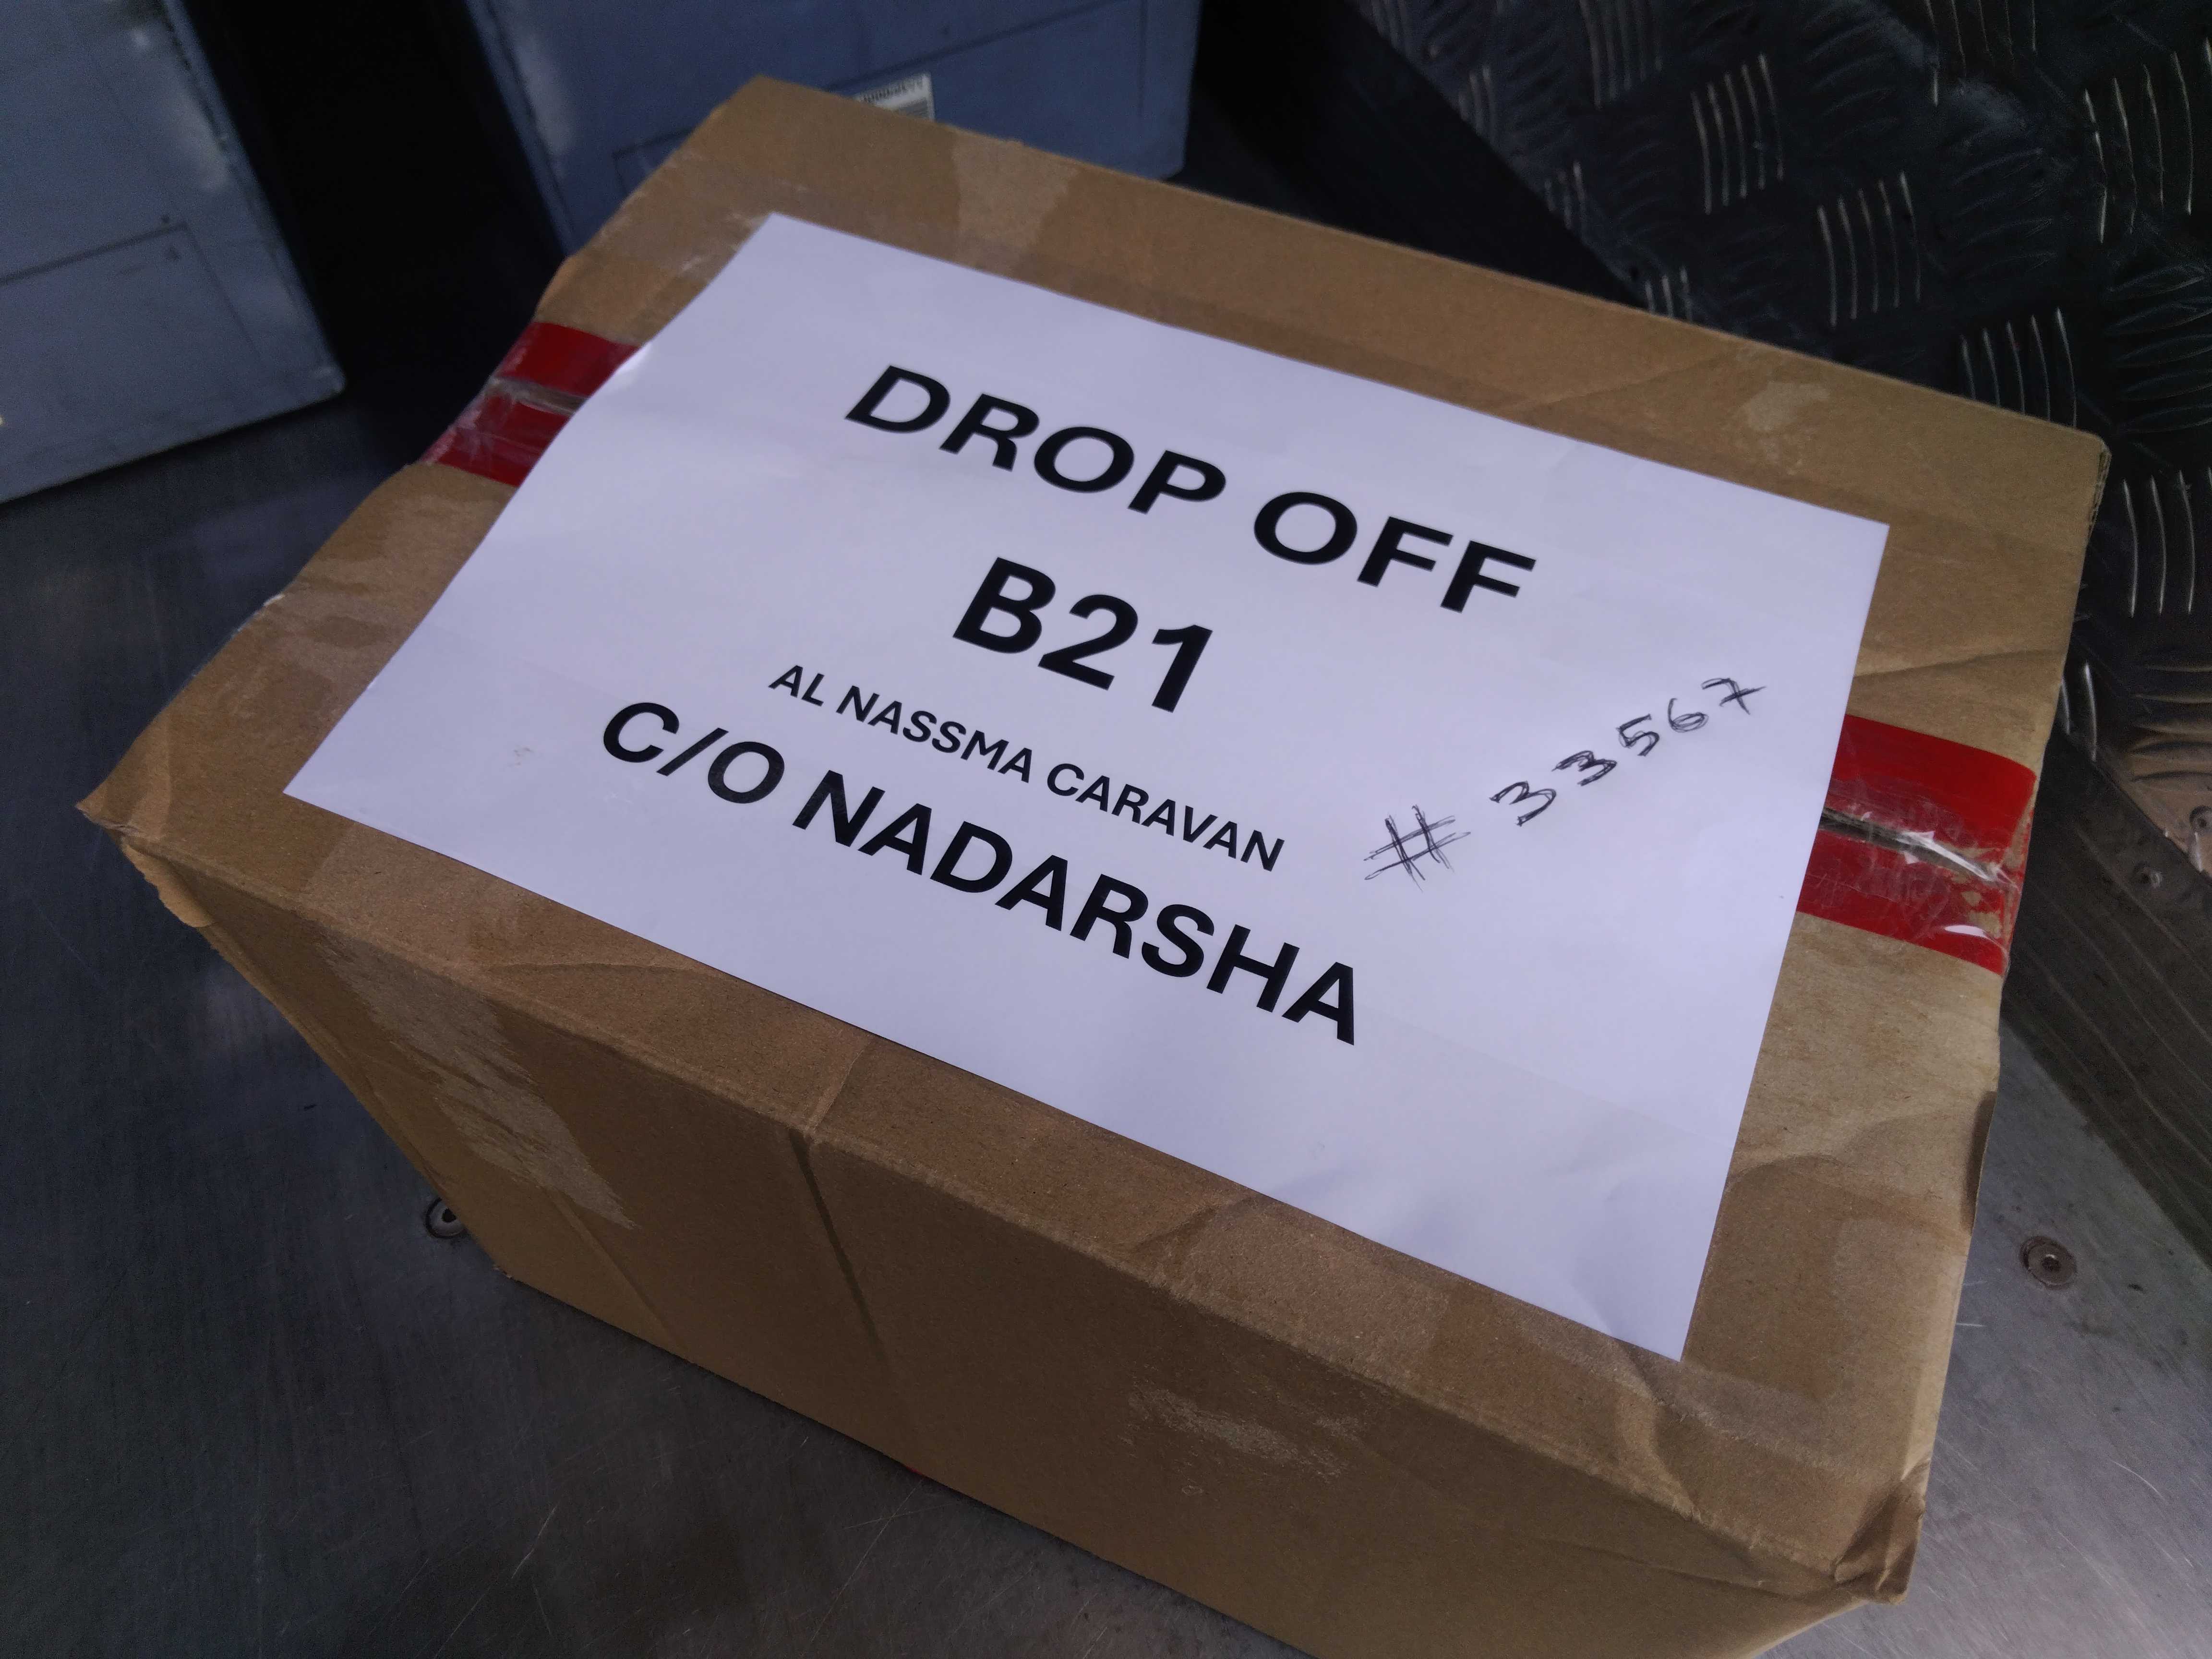 DROP OFF
B21
AL NASSMA CARAVAN
C/O NADARSHA
# 33567